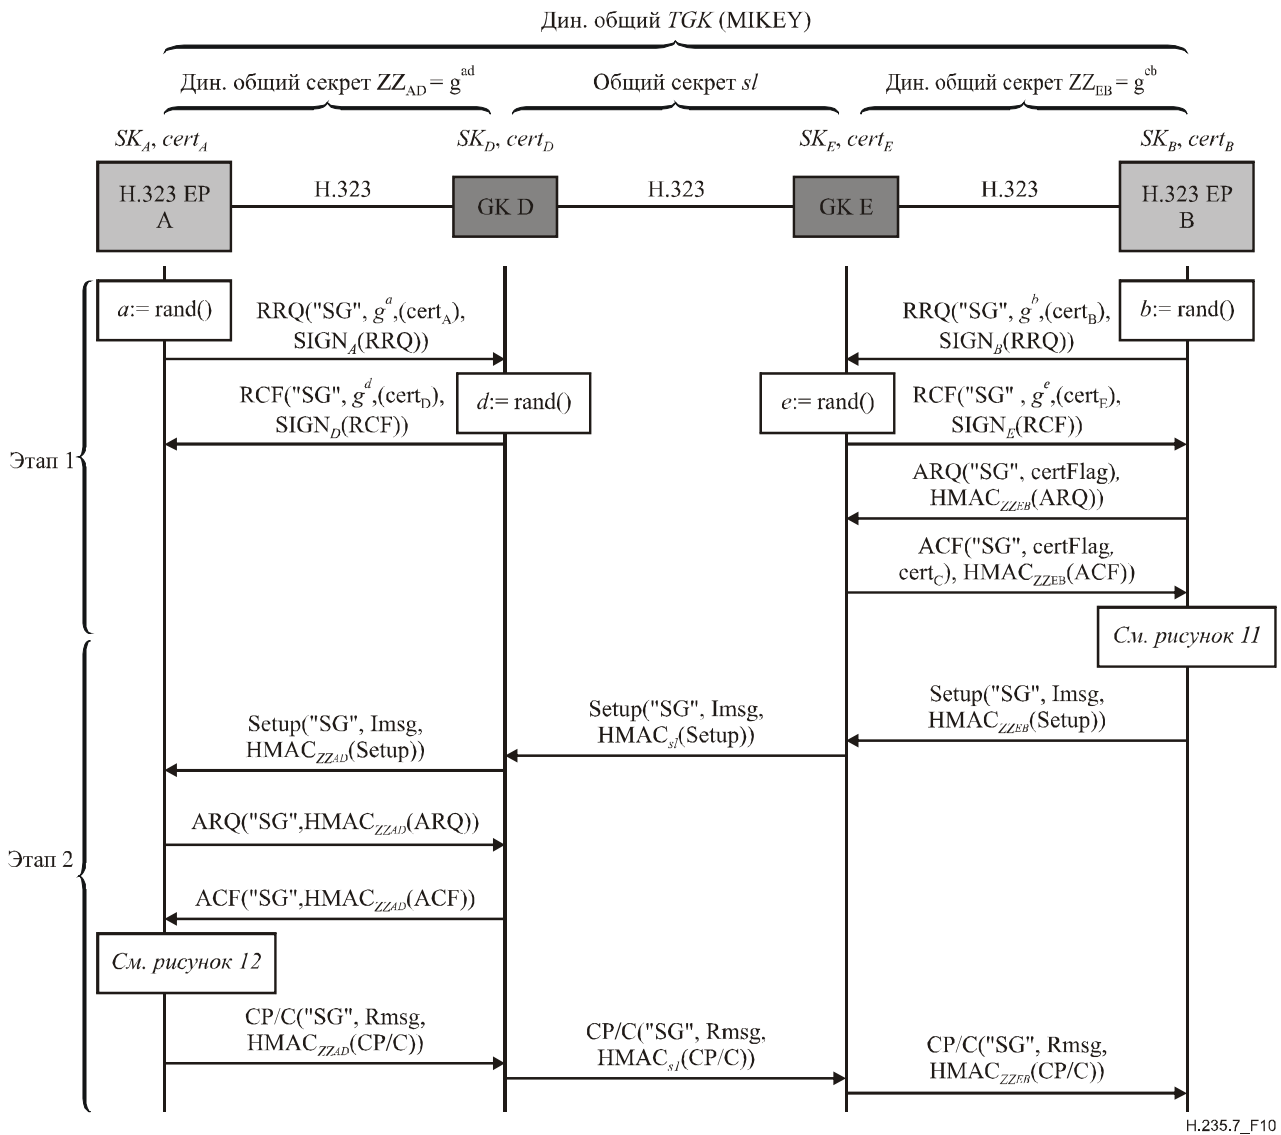 Дин. общий TGK (MIKEY)
Дин. общий секрет ZZAD = g^ad
Общий секрет sl
Дин. общий секрет ZZEB = g^cb
SKA, certA
SKD, certD
SKE, certE
SKB, certB
H.323 EP
A
H.323
GK D
H.323
GK E
H.323
H.323 EP
B
Этап 1
a:= rand()
RRQ("SG", g^a,(certA),
SIGNA(RRQ))
RRQ("SG", g^b,(certB),
SIGNB(RRQ))
b:= rand()
RCF("SG", g^d,(certD),
SIGND(RCF))
d:= rand()
e:= rand()
RCF("SG" , g^e,(certE),
SIGNE(RCF))
ARQ("SG", certFlag),
HMACZZEB(ARQ))
ACF("SG", certFlag,
certC), HMACZZEB(ACF))
См. рисунок 11
Этап 2
Setup("SG", Imsg,
HMACZZEB(Setup))
Setup("SG", Imsg,
HMACsl(Setup))
Setup("SG", Imsg,
HMACZZAD(Setup))
ARQ("SG",HMACZZAD(ARQ))
ACF("SG",HMACZZAD(ACF))
См. рисунок 12
CP/C("SG", Rmsg,
HMACZZAD(CP/C))
CP/C("SG", Rmsg,
HMACsl(CP/C))
CP/C("SG", Rmsg,
HMACZZEB(CP/C))
H.235.7_F10